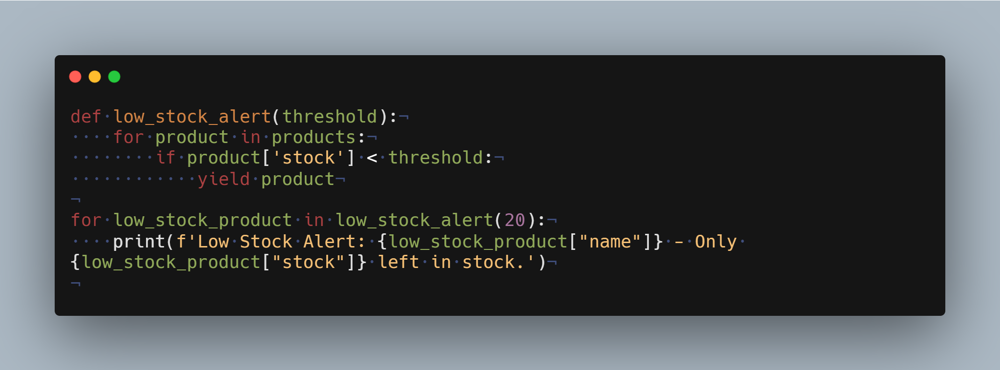 def low_stock_alert(threshold):¬
····for product in products:¬
········if product['stock'] < threshold:¬
············yield product¬
¬
for low_stock_product in low_stock_alert(20):¬
····print(f'Low Stock Alert: {low_stock_product["name"]} - Only
{low_stock_product["stock"]} left in stock.')¬
¬